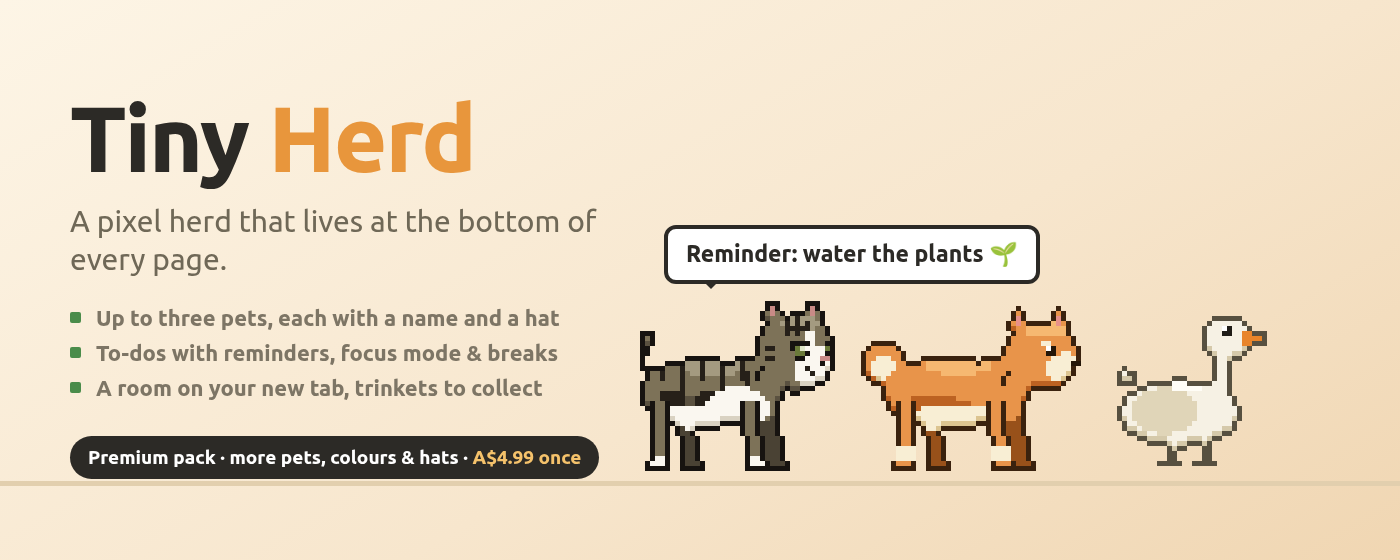 Tiny Herd
A pixel herd that lives at the bottom of
every page.
Reminder: water the plants 🌱
Up to three pets, each with a name and a hat
To-dos with reminders, focus mode & breaks
A room on your new tab, trinkets to collect
Premium pack · more pets, colours & hats · A$4.99 once